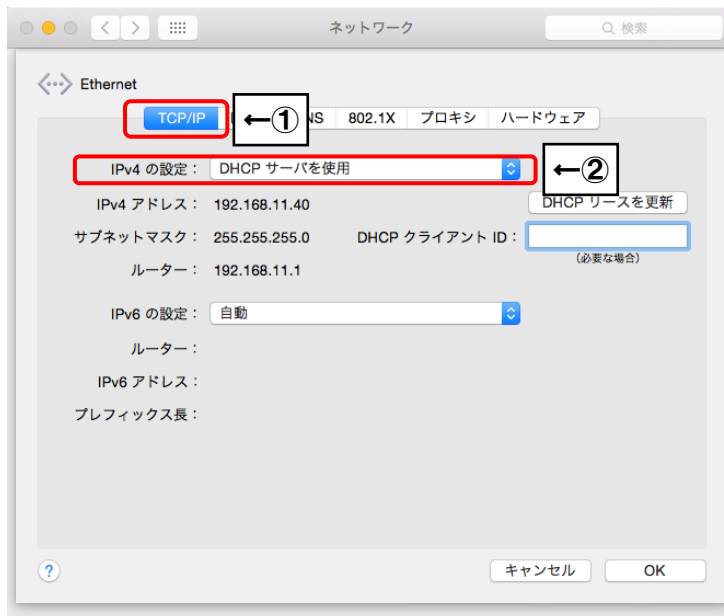 ネットワーク
検索
Ethernet
TCP/IP ←① NS 802.1X プロキシ ハードウェア
IPv4 の設定： DHCP サーバを使用 ←②
IPv4 アドレス： 192.168.11.40 DHCP リースを更新
サブネットマスク： 255.255.255.0 DHCP クライアント ID：
(必要な場合)
ルーター： 192.168.11.1
IPv6 の設定： 自動
ルーター：
IPv6 アドレス：
プレフィックス長：
? キャンセル OK